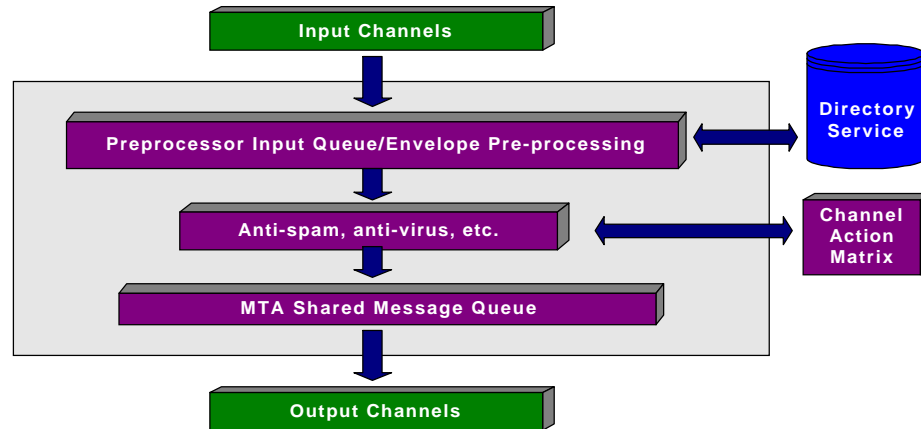 Input Channels
Directory
Service
Preprocessor Input Queue/Envelope Pre-processing
Anti-spam, anti-virus, etc.
Channel
Action
Matrix
MTA Shared Message Queue
Output Channels